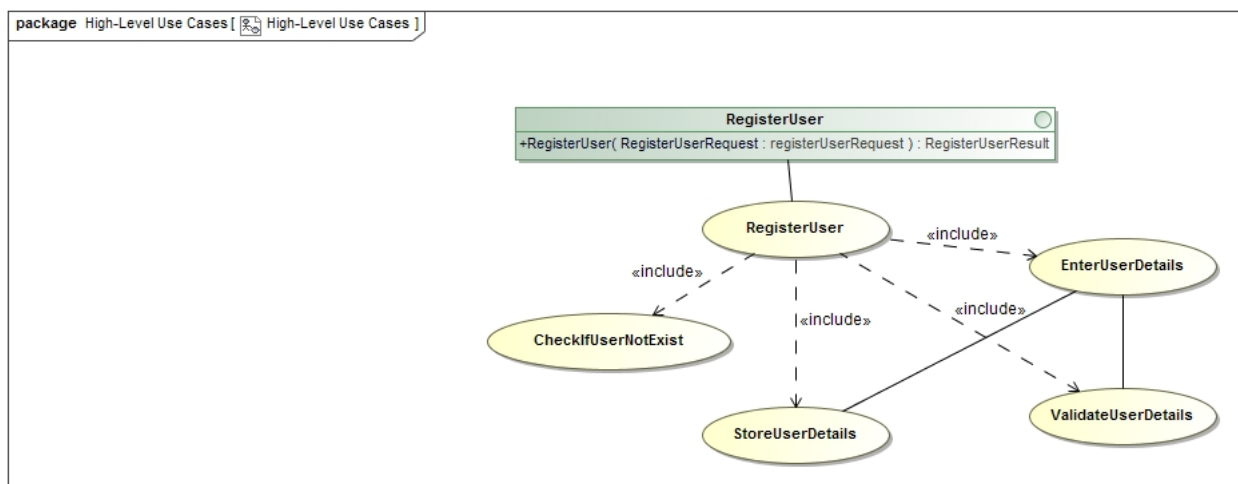 package High-Level Use Cases [ High-Level Use Cases ]
RegisterUser
+RegisterUser( RegisterUserRequest : registerUserRequest ) : RegisterUserResult
RegisterUser
«include»
EnterUserDetails
«include»
«include»
«include»
CheckIfUserNotExist
StoreUserDetails
ValidateUserDetails